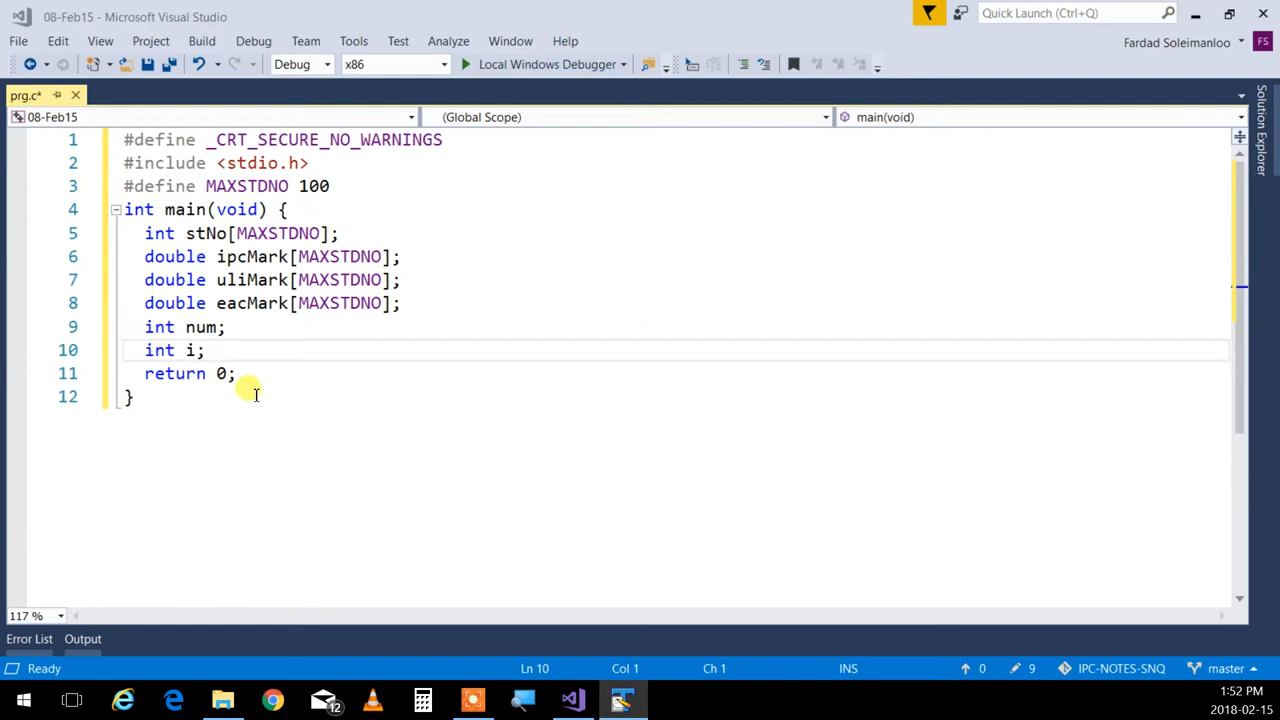 08-Feb15 - Microsoft Visual Studio
Quick Launch (Ctrl+Q)
File Edit View Project Build Debug Team Tools Test Analyze Window Help
Fardad Soleimanloo FS
Debug x86 Local Windows Debugger
prg.c*
08-Feb15 (Global Scope) main(void)
1 #define _CRT_SECURE_NO_WARNINGS
2 #include <stdio.h>
3 #define MAXSTDNO 100
4 int main(void) {
5 int stNo[MAXSTDNO];
6 double ipcMark[MAXSTDNO];
7 double uliMark[MAXSTDNO];
8 double eacMark[MAXSTDNO];
9 int num;
10 int i;
11 return 0;
12 }
Solution Explorer
117 %
Error List Output
Ready Ln 10 Col 1 Ch 1 INS 0 9 IPC-NOTES-SNQ master
12
1:52 PM
2018-02-15